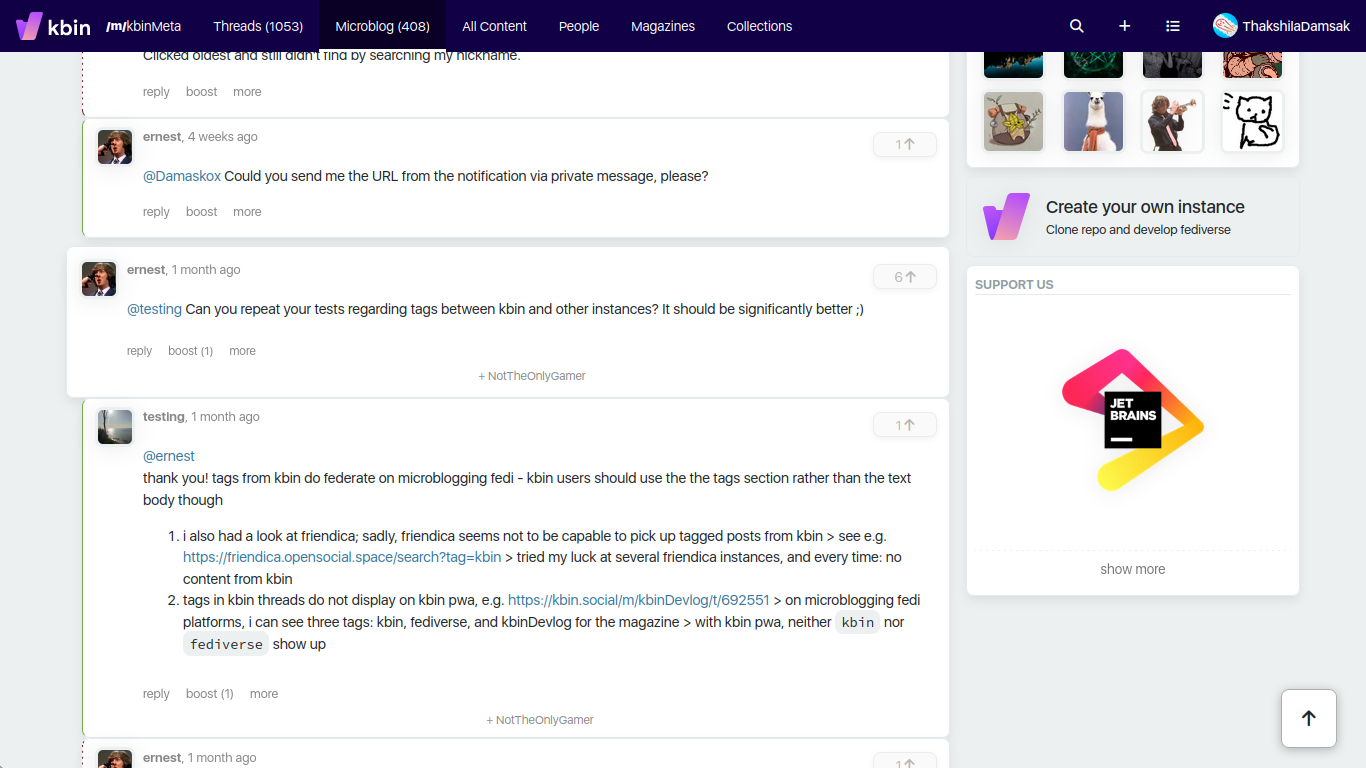 kbin /m/kbinMeta Threads (1053) Microblog (408) All Content People Magazines Collections ThakshilaDamsak
Clicked oldest and still didn't find by searching my nickname.
reply boost more
ernest, 4 weeks ago
1
@Damaskox Could you send me the URL from the notification via private message, please?
reply boost more
ernest, 1 month ago
6
@testing Can you repeat your tests regarding tags between kbin and other instances? It should be significantly better ;)
reply boost (1) more
+ NotTheOnlyGamer
testing, 1 month ago
1
@ernest
thank you! tags from kbin do federate on microblogging fedi - kbin users should use the the tags section rather than the text
body though
1. i also had a look at friendica; sadly, friendica seems not to be capable to pick up tagged posts from kbin > see e.g.
https://friendica.opensocial.space/search?tag=kbin > tried my luck at several friendica instances, and every time: no
content from kbin
2. tags in kbin threads do not display on kbin pwa, e.g. https://kbin.social/m/kbinDevlog/t/692551 > on microblogging fedi
platforms, i can see three tags: kbin, fediverse, and kbinDevlog for the magazine > with kbin pwa, neither kbin nor
fediverse show up
reply boost (1) more
+ NotTheOnlyGamer
ernest, 1 month ago
1
Create your own instance
Clone repo and develop fediverse
SUPPORT US
JET
BRAINS
show more